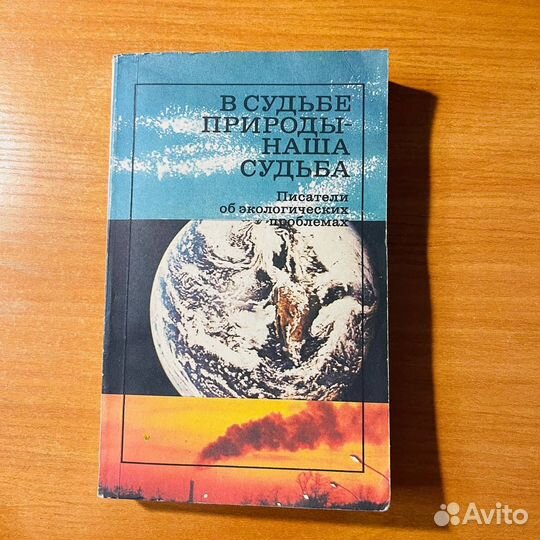 В СУДЬБЕ
ПРИРОДЫ-
НАША
СУДЬБА
Писатели
об экологических
проблемах
Avito